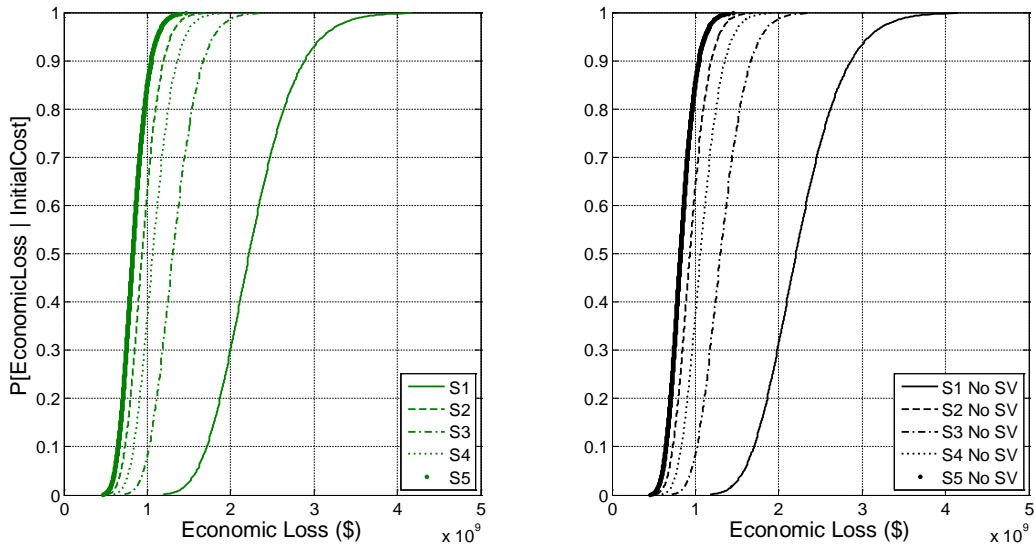 P[EconomicLoss | InitialCost]
1
0.9
0.8
0.7
0.6
0.5
0.4
0.3
0.2
0.1
0
0 1 2 3 4 5
x 10^9
Economic Loss ($)
S1
S2
S3
S4
S5
1
0.9
0.8
0.7
0.6
0.5
0.4
0.3
0.2
0.1
0
0 1 2 3 4 5
x 10^9
Economic Loss ($)
S1 No SV
S2 No SV
S3 No SV
S4 No SV
S5 No SV